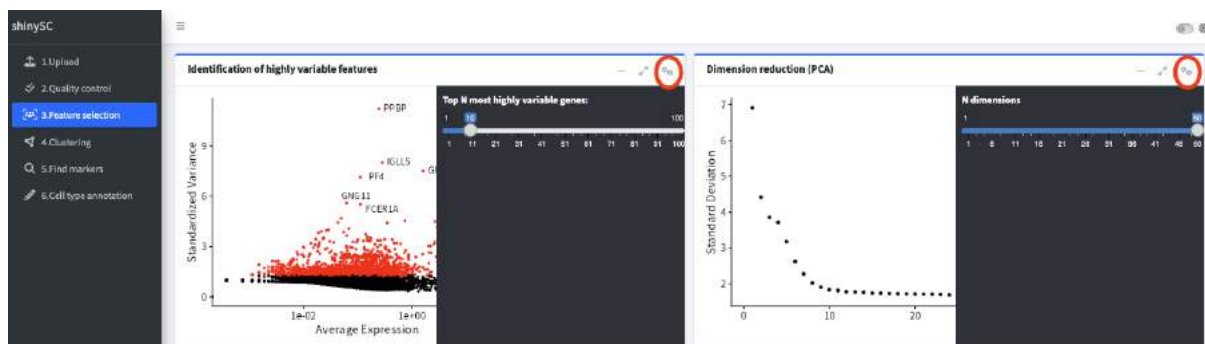 shinySC
1.Upload
2.Quality control
3.Feature selection
4.Clustering
5.Find markers
6.Cell type annotation
Identification of highly variable features
Standardized Variance
9
6
3
0
PPBP
IGLL5
PF4
GNG11
FCER1A
1e-02 1e+00
Average Expression
Top N most highly variable genes:
1 10 100
1 11 21 31 41 51 61 71 81 91 100
Dimension reduction (PCA)
Standard Deviation
7
6
5
4
3
2
0 10 20
N dimensions
1 50
1 6 11 16 21 26 31 36 41 46 50